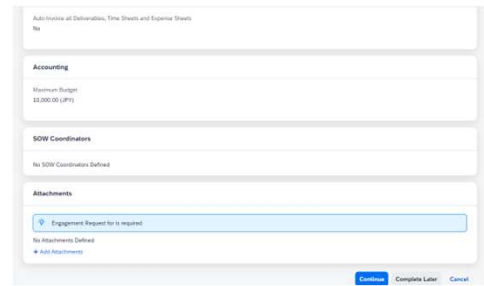 Auto Invoice all Deliverables, Time Sheets and Expense Sheets
No
Accounting
Maximum Budget
10,000.00 (JPY)
SOW Coordinators
No SOW Coordinators Defined
Attachments
Engagement Request for is required
No Attachments Defined
+ Add Attachments
Continue Complete Later Cancel